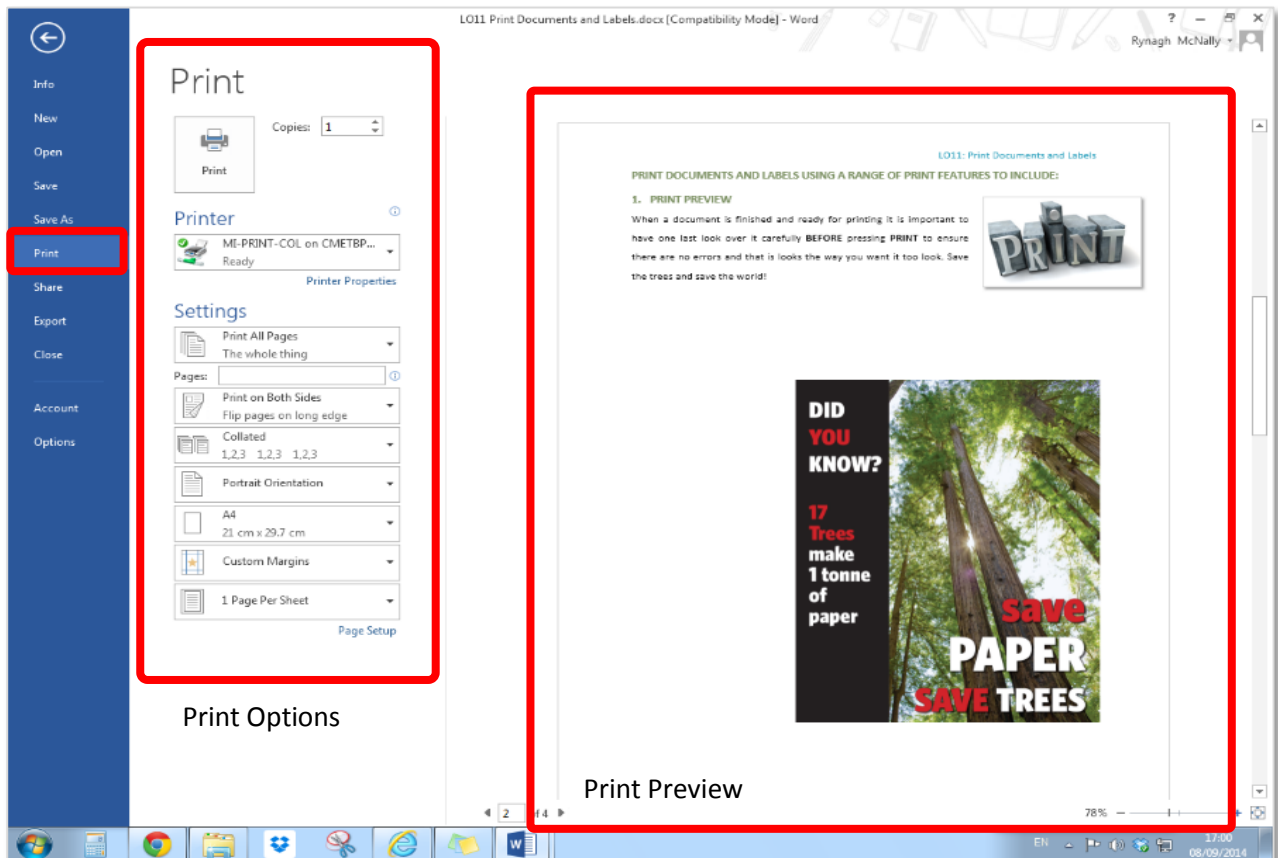 LO11 Print Documents and Labels.docx [Compatibility Mode] - Word
?
Rynagh McNally
Info
New
Open
Save
Save As
Print
Share
Export
Close
Account
Options
Print
Copies: 1
Print
Printer
MI-PRINT-COL on CMETBP...
Ready
Printer Properties
Settings
Print All Pages
The whole thing
Pages:
Print on Both Sides
Flip pages on long edge
Collated
1,2,3 1,2,3 1,2,3
Portrait Orientation
A4
21 cm x 29.7 cm
Custom Margins
1 Page Per Sheet
Page Setup
Print Options
LO11: Print Documents and Labels
PRINT DOCUMENTS AND LABELS USING A RANGE OF PRINT FEATURES TO INCLUDE:
1. PRINT PREVIEW
When a document is finished and ready for printing it is important to
have one last look over it carefully BEFORE pressing PRINT to ensure
there are no errors and that is looks the way you want it too look. Save
the trees and save the world!
PRINT
DID
YOU
KNOW?
17
Trees
make
1 tonne
of
paper
save
PAPER
SAVE TREES
Print Preview
2 of 4
78%
EN
17:00
08/09/2014